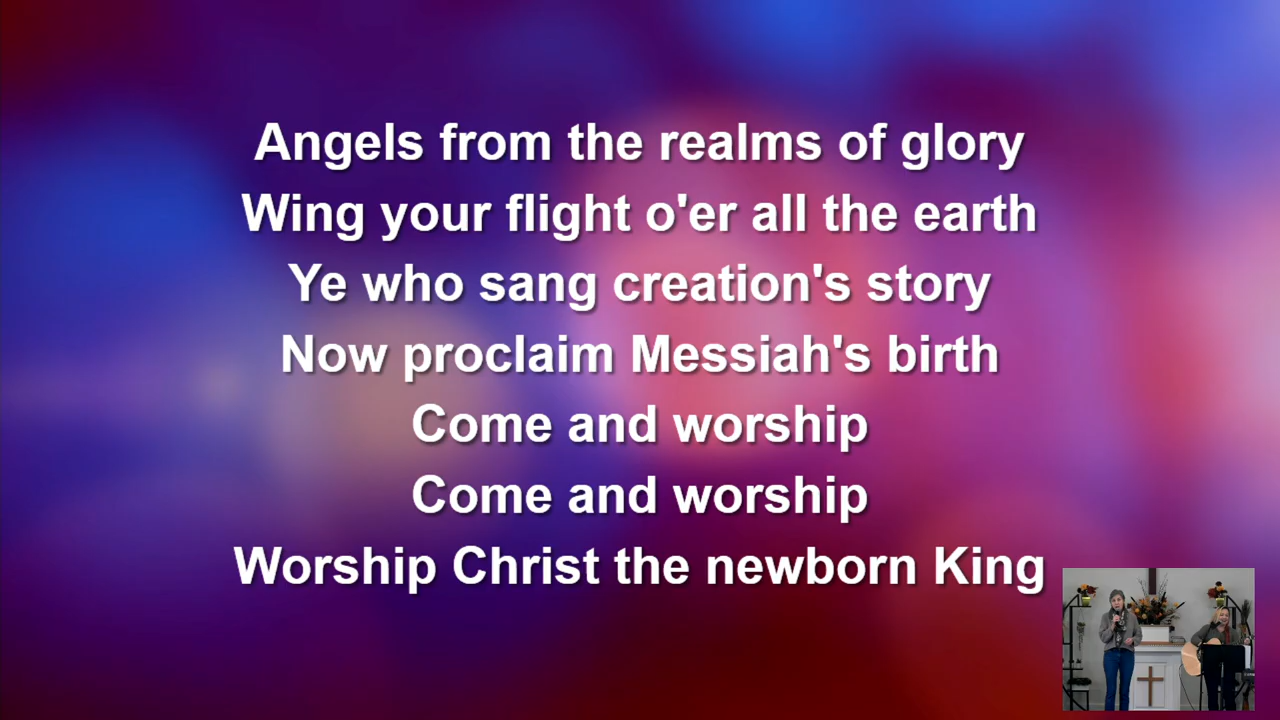 Angels from the realms of glory
Wing your flight o'er all the earth
Ye who sang creation's story
Now proclaim Messiah's birth
Come and worship
Come and worship
Worship Christ the newborn King